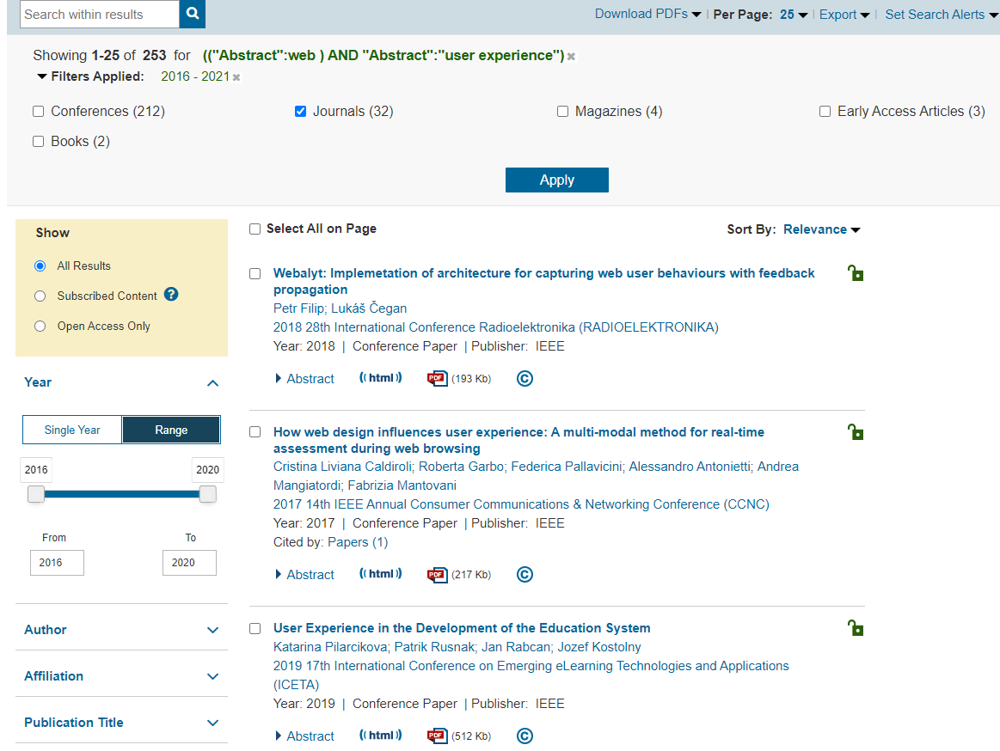 Search within results
Download PDFs | Per Page: 25 | Export | Set Search Alerts
Showing 1-25 of 253 for (("Abstract":web ) AND "Abstract":"user experience")
Filters Applied: 2016 - 2021
Conferences (212) Journals (32) Magazines (4) Early Access Articles (3)
Books (2)
Apply
Show
All Results
Subscribed Content ?
Open Access Only
Year
Single Year Range
2016 2020
From To
2016 2020
Author
Affiliation
Publication Title
Select All on Page
Sort By: Relevance
Webalyt: Implemetation of architecture for capturing web user behaviours with feedback
propagation
Petr Filip; Lukáš Čegan
2018 28th International Conference Radioelektronika (RADIOELEKTRONIKA)
Year: 2018 | Conference Paper | Publisher: IEEE
Abstract ((html)) PDF (193 Kb) ©
How web design influences user experience: A multi-modal method for real-time
assessment during web browsing
Cristina Liviana Caldiroli; Roberta Garbo; Federica Pallavicini; Alessandro Antonietti; Andrea
Mangiatordi; Fabrizia Mantovani
2017 14th IEEE Annual Consumer Communications & Networking Conference (CCNC)
Year: 2017 | Conference Paper | Publisher: IEEE
Cited by: Papers (1)
Abstract ((html)) PDF (217 Kb) ©
User Experience in the Development of the Education System
Katarina Pilarcikova; Patrik Rusnak; Jan Rabcan; Jozef Kostolny
2019 17th International Conference on Emerging eLearning Technologies and Applications
(ICETA)
Year: 2019 | Conference Paper | Publisher: IEEE
Abstract ((html)) PDF (512 Kb) ©